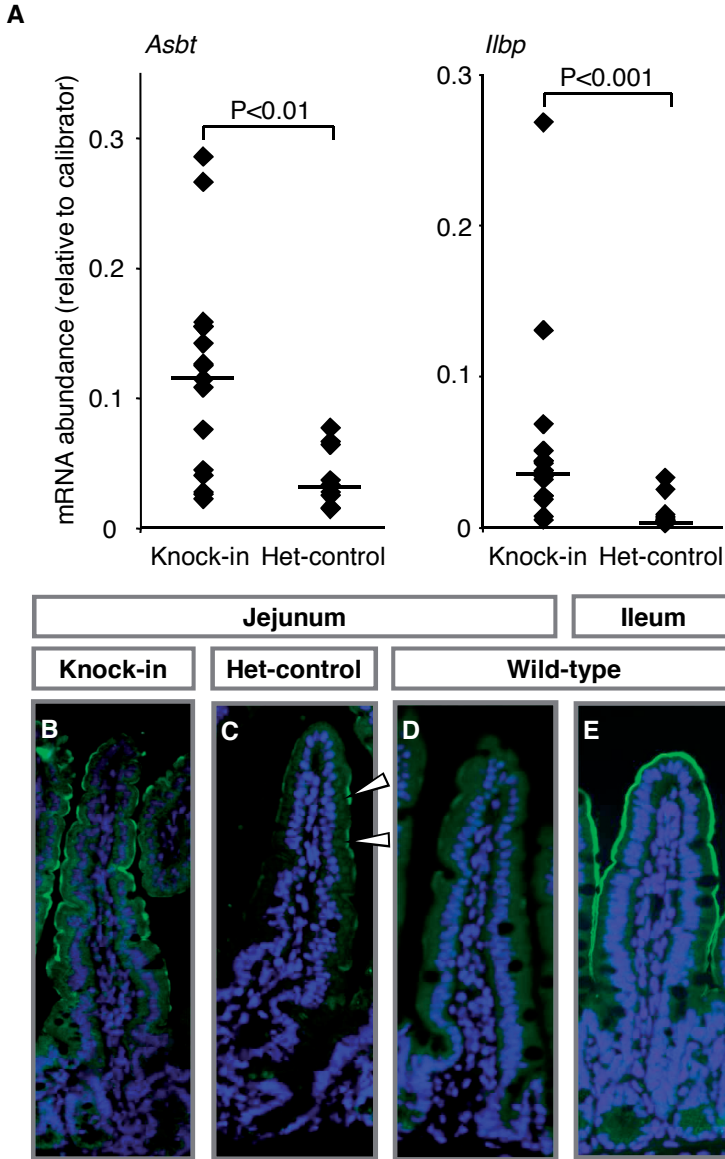 A
Asbt
Ilbp
mRNA abundance (relative to calibrator)
0.3
0.2
0.1
0
P<0.01
Knock-in Het-control
0.3
0.2
0.1
0
P<0.001
Knock-in Het-control
Jejunum
Ileum
Knock-in
Het-control
Wild-type
B
C
D
E